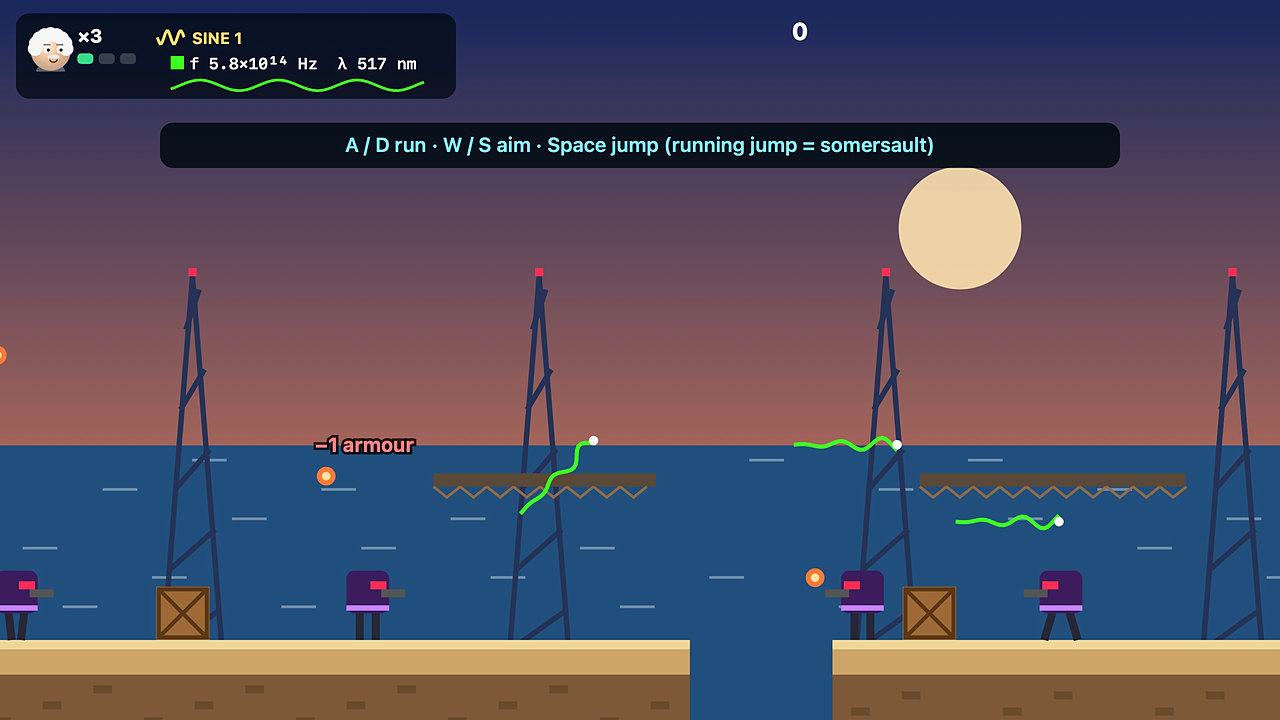 ×3
SINE 1
f 5.8×10¹⁴ Hz λ 517 nm
0
A / D run · W / S aim · Space jump (running jump = somersault)
−1 armour